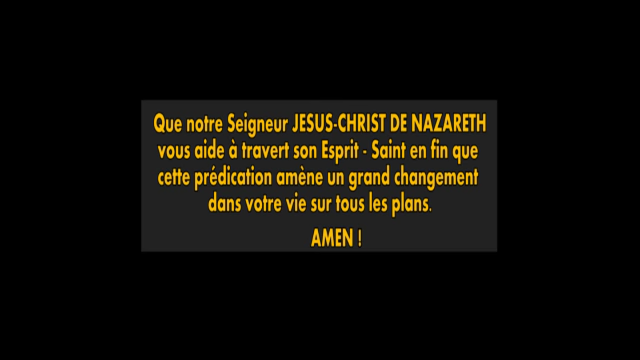 Que notre Seigneur JESUS-CHRIST DE NAZARETH
vous aide à travert son Esprit - Saint en fin que
cette prédication amène un grand changement
dans votre vie sur tous les plans.
AMEN !